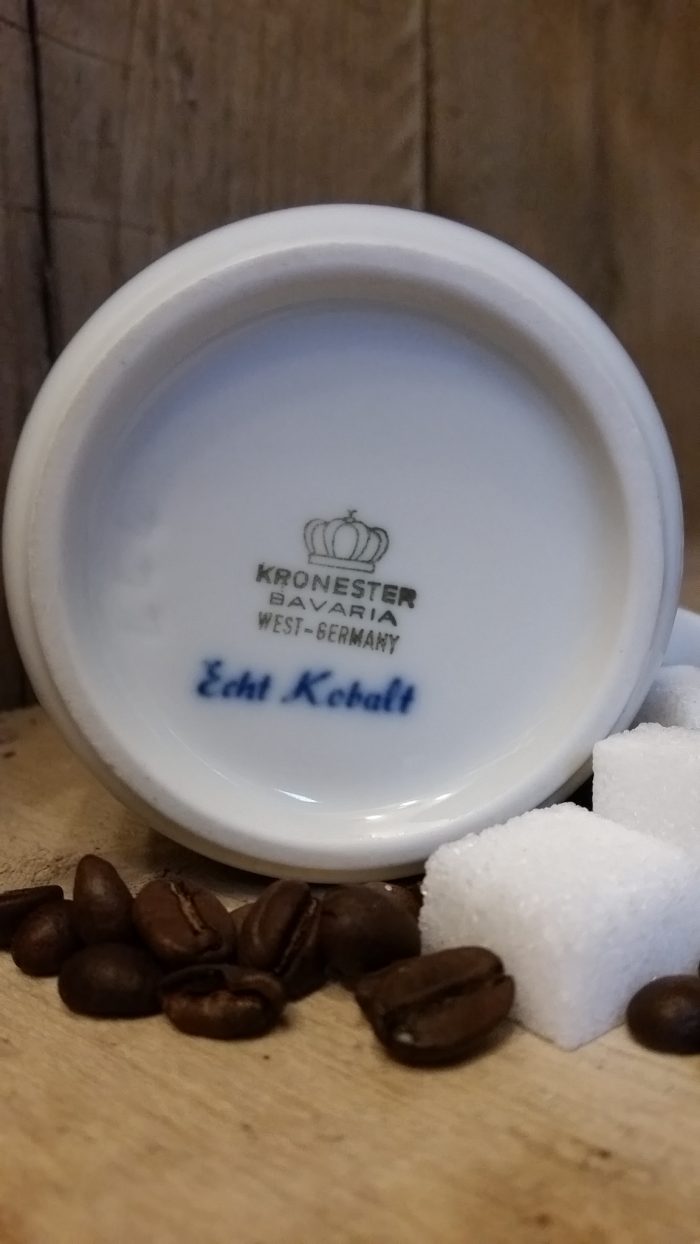 KRONESTER
BAVARIA
WEST-GERMANY
Echt Kobalt